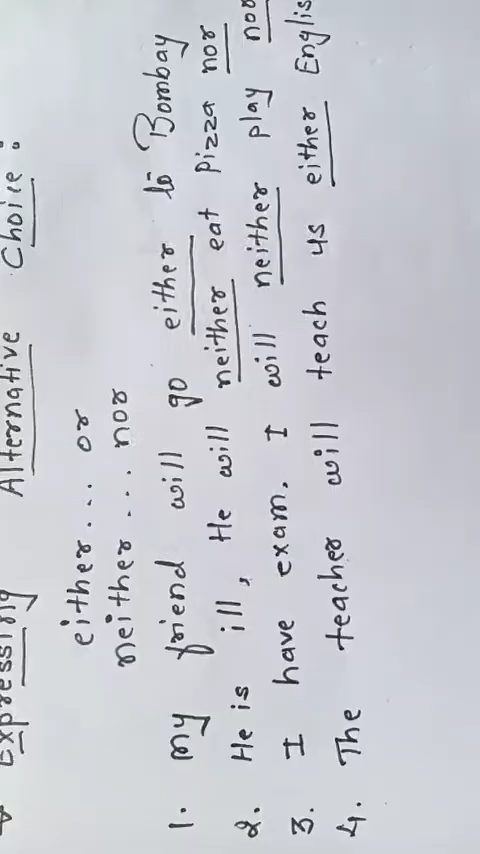 Expressing Alternative Choice :
either... or
neither... nor
1. My friend will go either to Bombay
2. He is ill, He will neither eat pizza nor
3. I have exam. I will neither play nor
4. The teacher will teach us either Englis